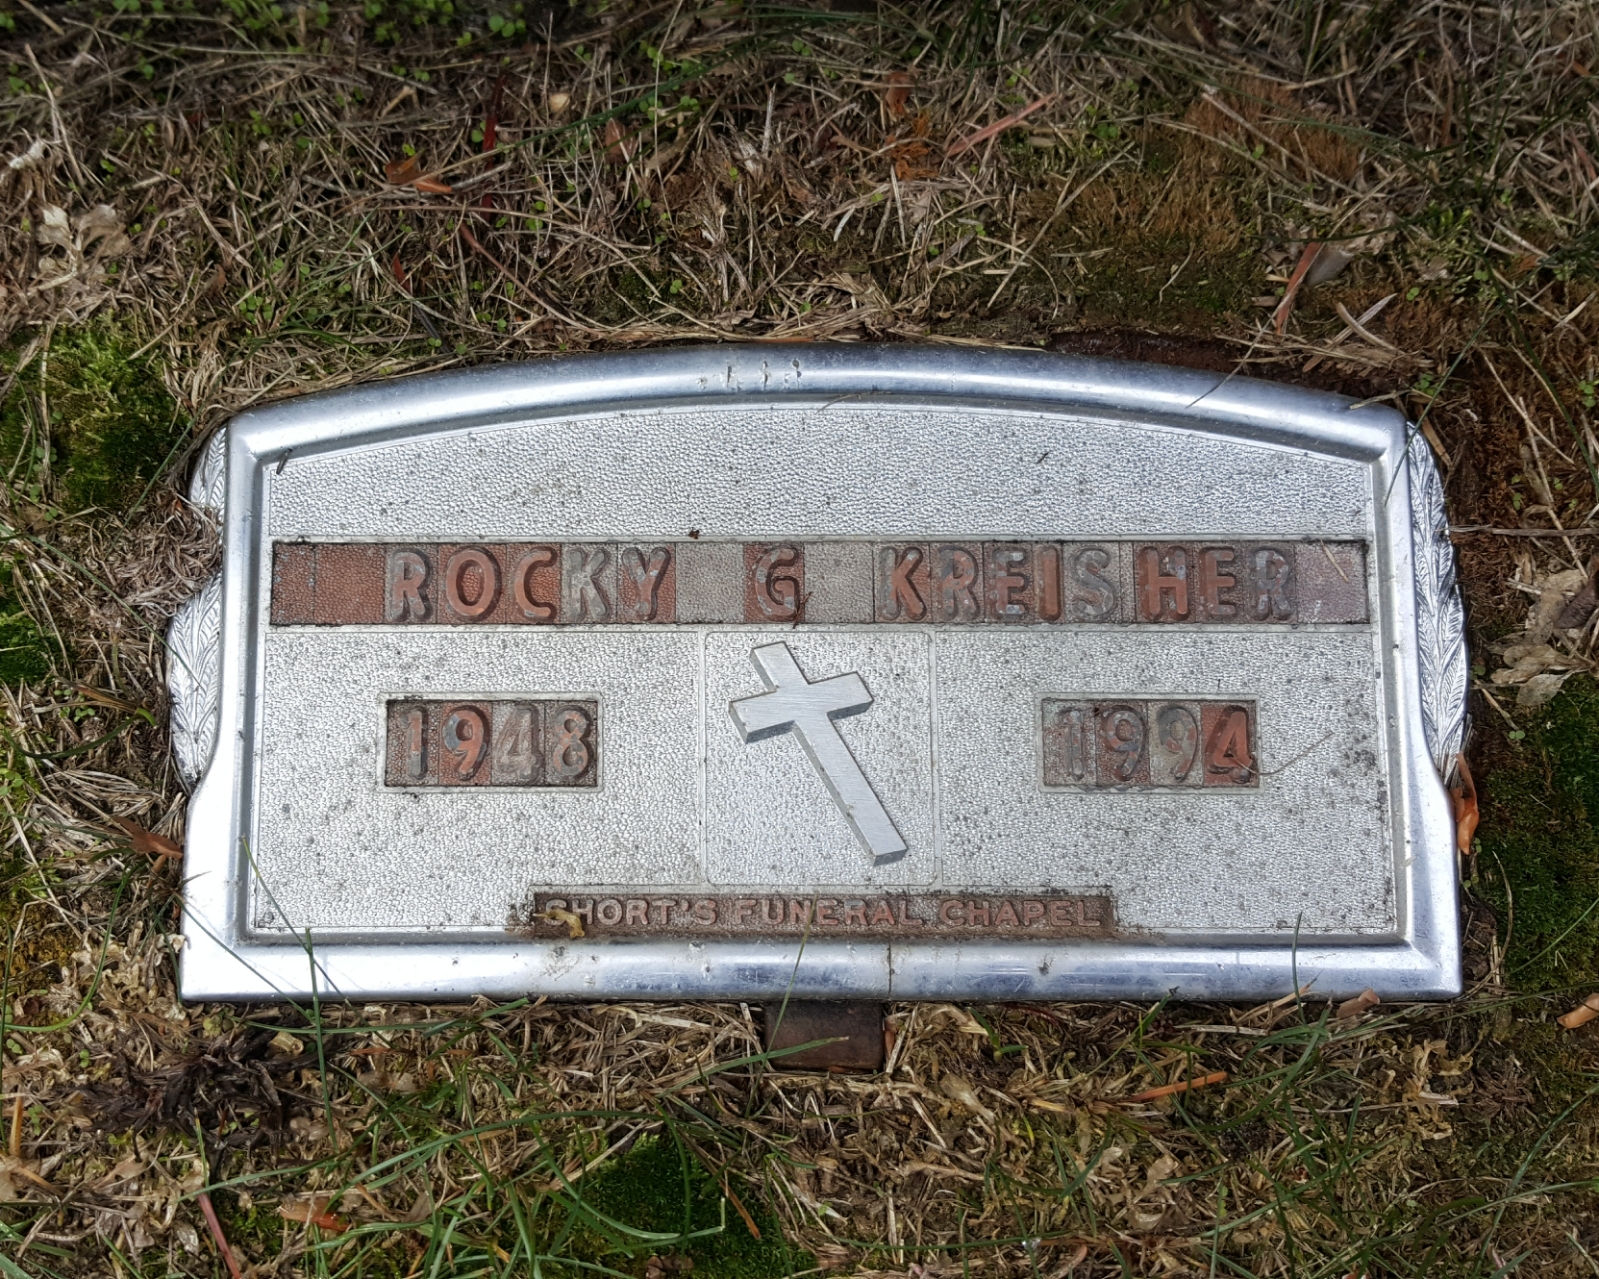 ROCKY G KREISHER
1948 1994
SHORT'S FUNERAL CHAPEL